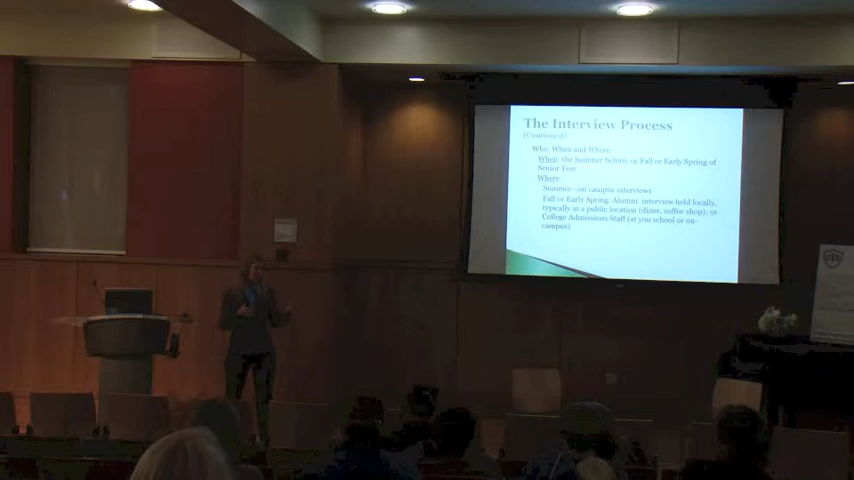 The Interview Process
(Continued)
Who, When and Where:
When: the Summer before, or Fall or Early Spring of
Senior Year
Where:
Summer—on campus interviews
Fall or Early Spring: Alumni interview held locally,
typically in a public location (diner, coffee shop); or
College Admissions Staff (at you school or on-
campus)